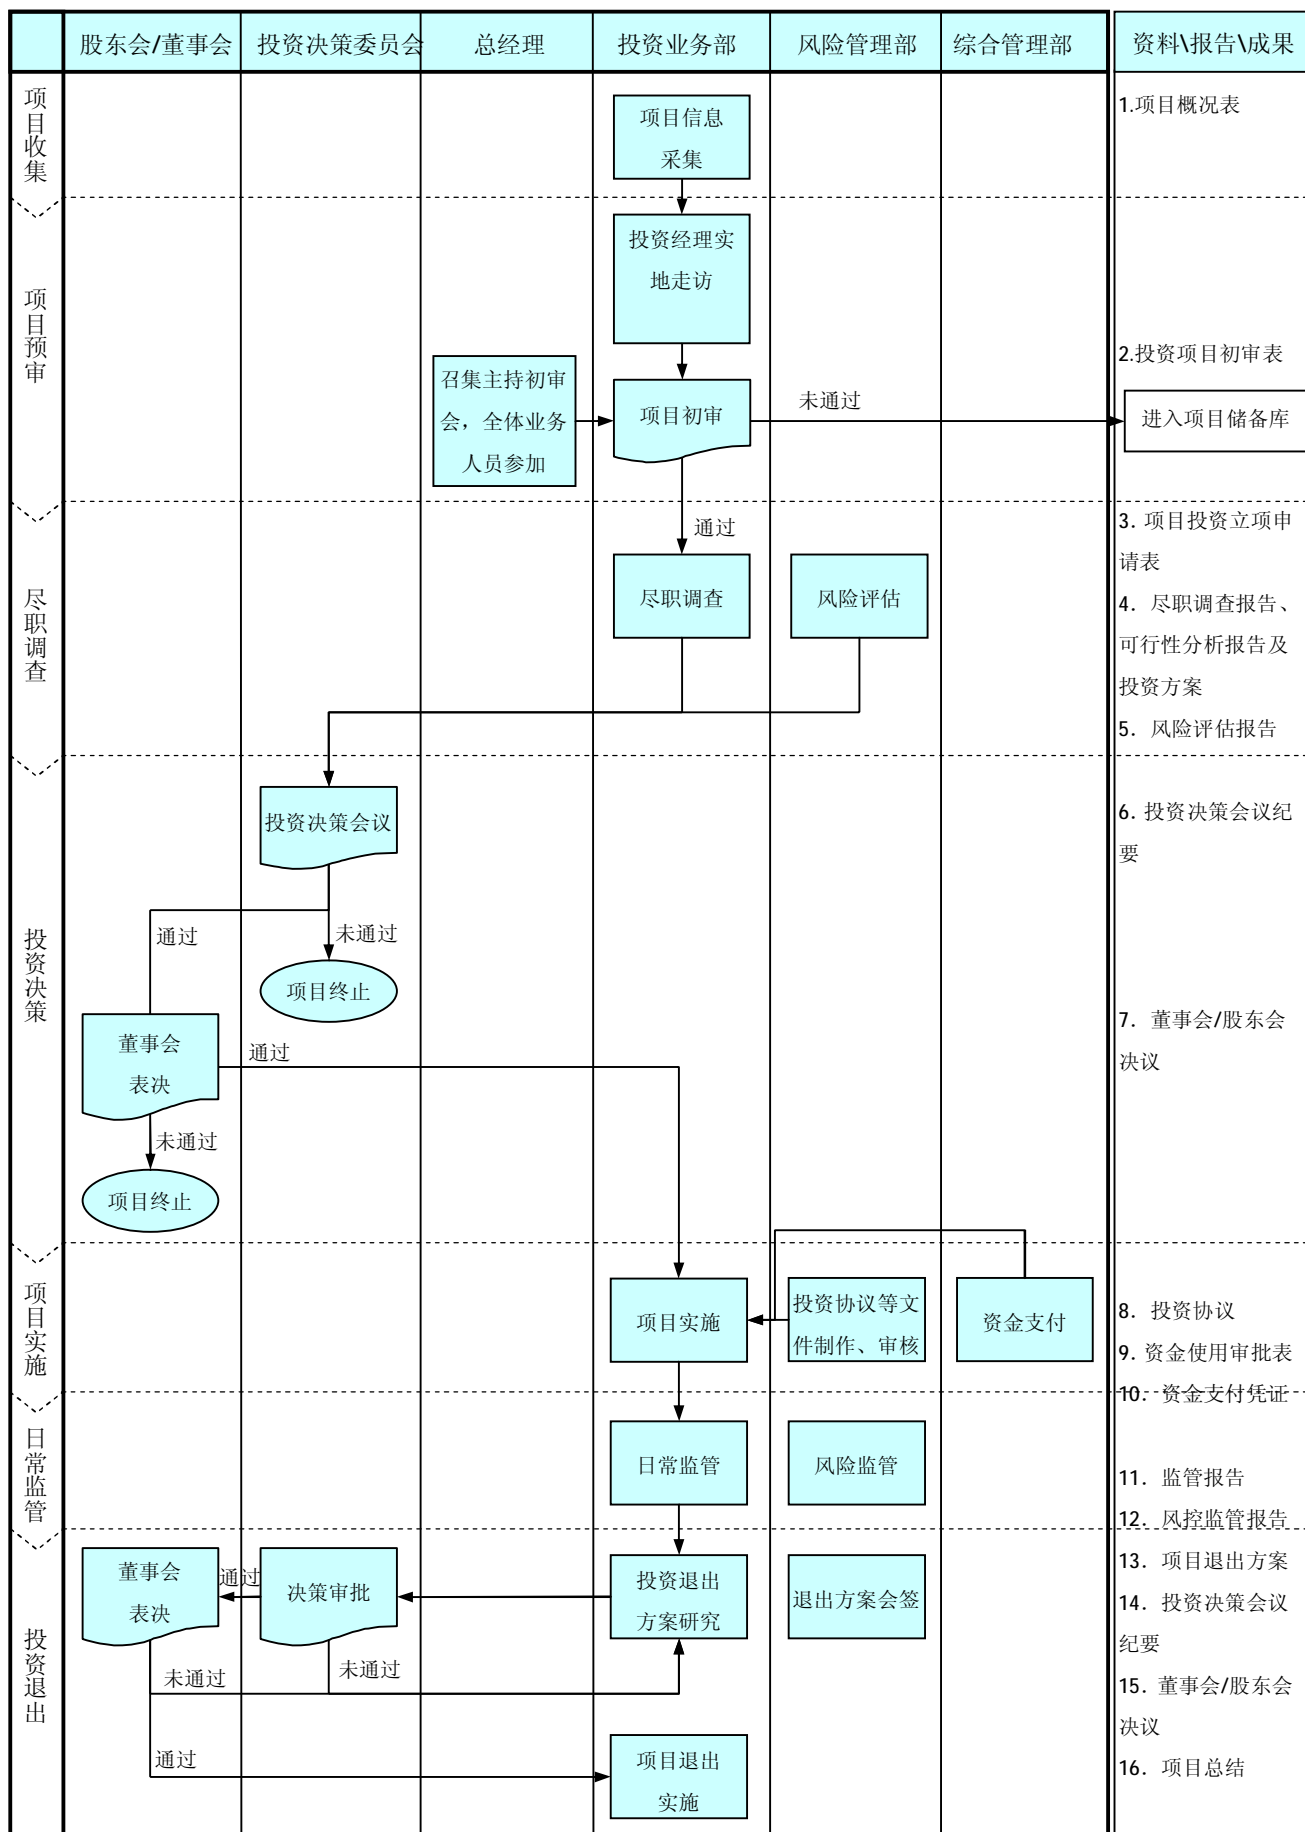 股东会/董事会
投资决策委员会
总经理
投资业务部
风险管理部
综合管理部
资料\报告\成果
项目收集
项目信息
采集
1.项目概况表
项目预审
投资经理实
地走访
2.投资项目初审表
召集主持初审
会，全体业务
人员参加
项目初审
未通过
进入项目储备库
通过
尽职调查
尽职调查
风险评估
3. 项目投资立项申
请表
4. 尽职调查报告、
可行性分析报告及
投资方案
5. 风险评估报告
投资决策
投资决策会议
6. 投资决策会议纪
要
通过
未通过
项目终止
董事会
表决
通过
7. 董事会/股东会
决议
未通过
项目终止
项目实施
项目实施
投资协议等文
件制作、审核
资金支付
8. 投资协议
9. 资金使用审批表
10. 资金支付凭证
日常监管
日常监管
风险监管
11. 监管报告
12. 风控监管报告
投资退出
董事会
表决
通过
决策审批
投资退出
方案研究
退出方案会签
13. 项目退出方案
14. 投资决策会议
纪要
未通过
未通过
15. 董事会/股东会
决议
通过
项目退出
实施
16. 项目总结